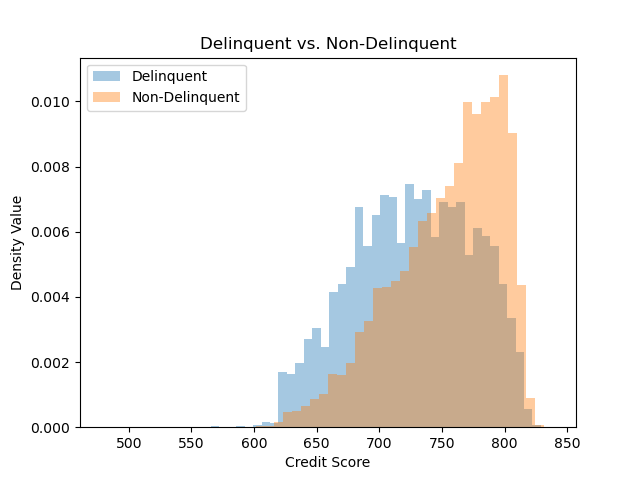 Delinquent vs. Non-Delinquent
Delinquent
Non-Delinquent
0.010
0.008
0.006
0.004
0.002
0.000
Density Value
500 550 600 650 700 750 800 850
Credit Score